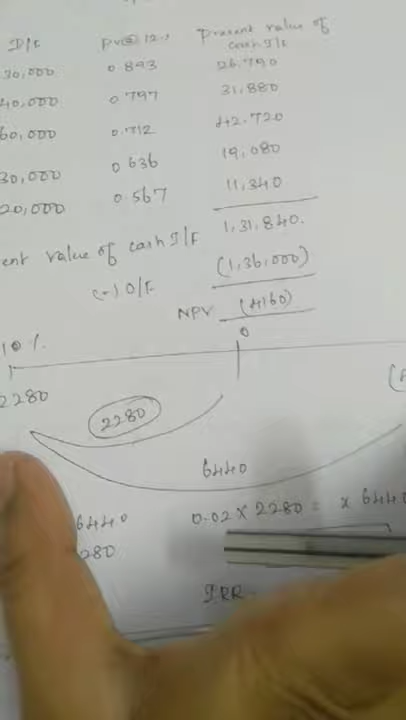 PV@ 12% Present value of
cash I/F
30,000 0.893 26.790
40,000 0.797 31,880
60,000 0.712 42.720
30,000 0.636 19,080
20,000 0.567 11,340
1,31,840.
ent value of cash I/F
(-) O/F (1,36,000)
NPV (4160)
10% 0
2280
2280
6440
6440 0.02 x 2280 = x 6440
280
IRR